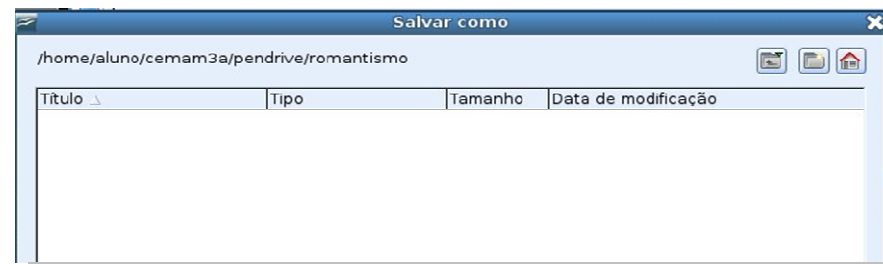 Salvar como
/home/aluno/cemam3a/pendrive/romantismo
Título Tipo Tamanho Data de modificação